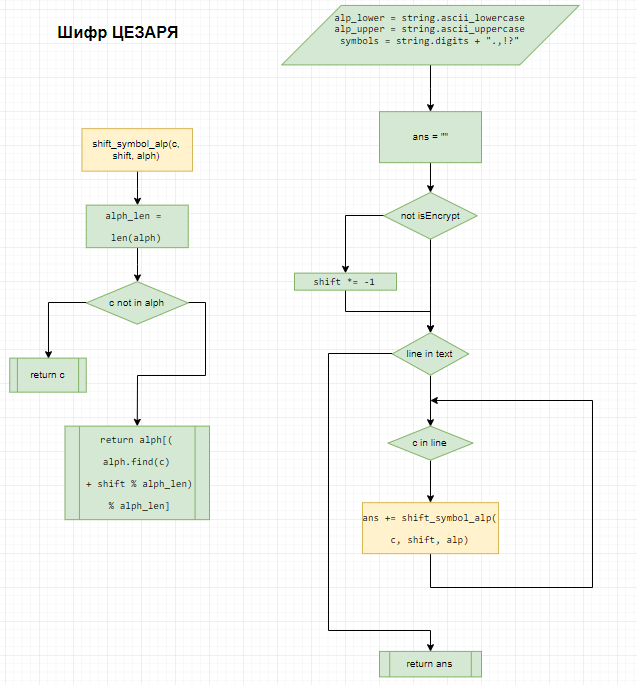 Шифр ЦЕЗАРЯ
alp_lower = string.ascii_lowercase
alp_upper = string.ascii_uppercase
symbols = string.digits + ".,!?"
ans = ""
not isEncrypt
shift *= -1
line in text
c in line
ans += shift_symbol_alp(
c, shift, alp)
return ans
shift_symbol_alp(c,
shift, alph)
alph_len =
len(alph)
c not in alph
return c
return alph[(
alph.find(c)
+ shift % alph_len)
% alph_len]